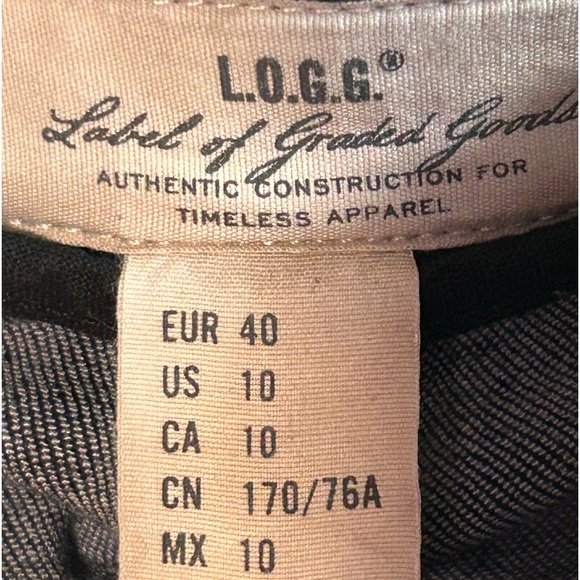 L.O.G.G.®
Label of Graded Goods
AUTHENTIC CONSTRUCTION FOR
TIMELESS APPAREL
EUR 40
US 10
CA 10
CN 170/76A
MX 10